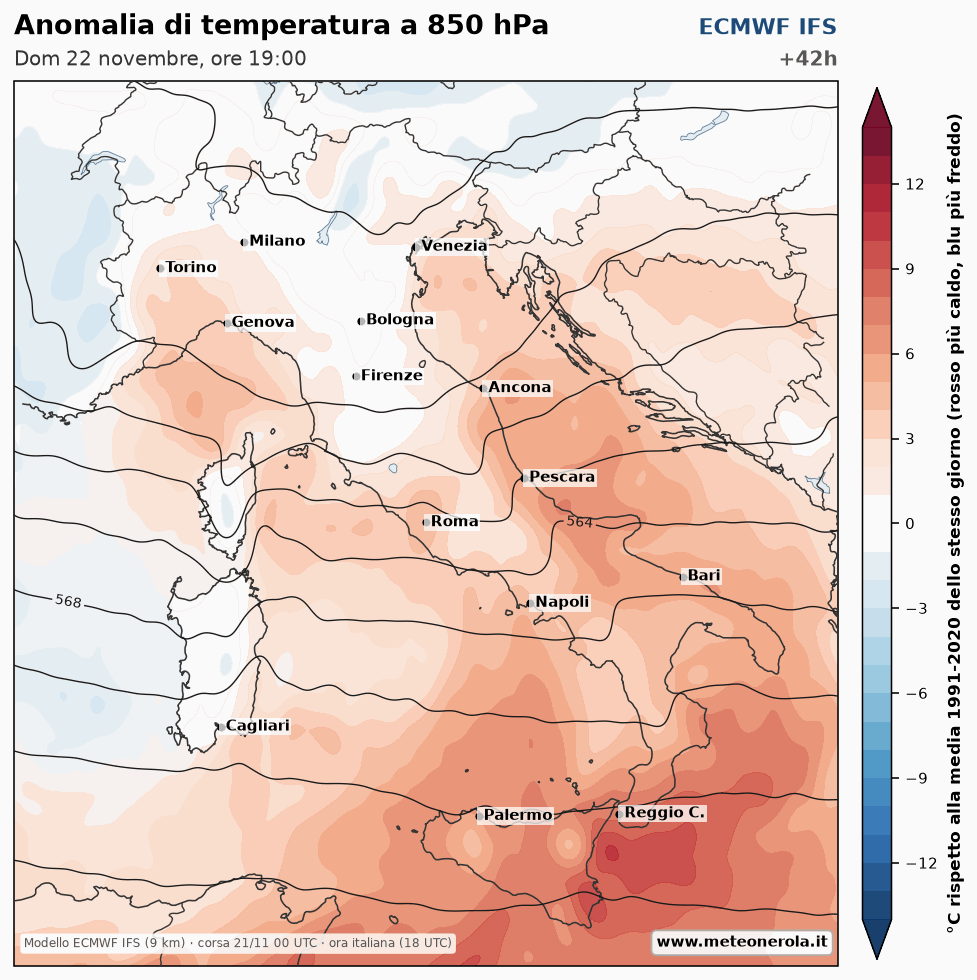 Anomalia di temperatura a 850 hPa
ECMWF IFS
Dom 22 novembre, ore 19:00
+42h
Milano
Venezia
Torino
Genova
Bologna
Firenze
Ancona
Pescara
Roma
564
Bari
568
Napoli
Cagliari
Palermo
Reggio C.
Modello ECMWF IFS (9 km) · corsa 21/11 00 UTC · ora italiana (18 UTC)
www.meteonerola.it
12
9
6
3
0
−3
−6
−9
−12
°C rispetto alla media 1991-2020 dello stesso giorno (rosso più caldo, blu più freddo)